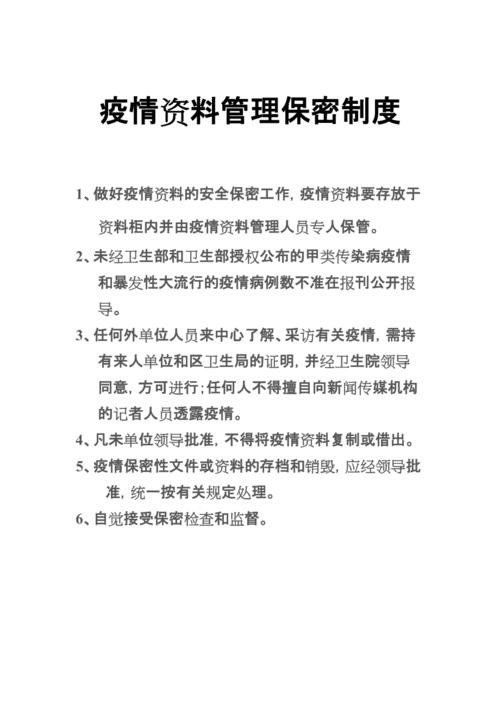 疫情资料管理保密制度
1、做好疫情资料的安全保密工作,疫情资料要存放于
资料柜内并由疫情资料管理人员专人保管。
2、未经卫生部和卫生部授权公布的甲类传染病疫情
和暴发性大流行的疫情病例数不准在报刊公开报
导。
3、任何外单位人员来中心了解、采访有关疫情,需持
有来人单位和区卫生局的证明,并经卫生院领导
同意,方可进行;任何人不得擅自向新闻传媒机构
的记者人员透露疫情。
4、凡未单位领导批准,不得将疫情资料复制或借出。
5、疫情保密性文件或资料的存档和销毁,应经领导批
准,统一按有关规定处理。
6、自觉接受保密检查和监督。